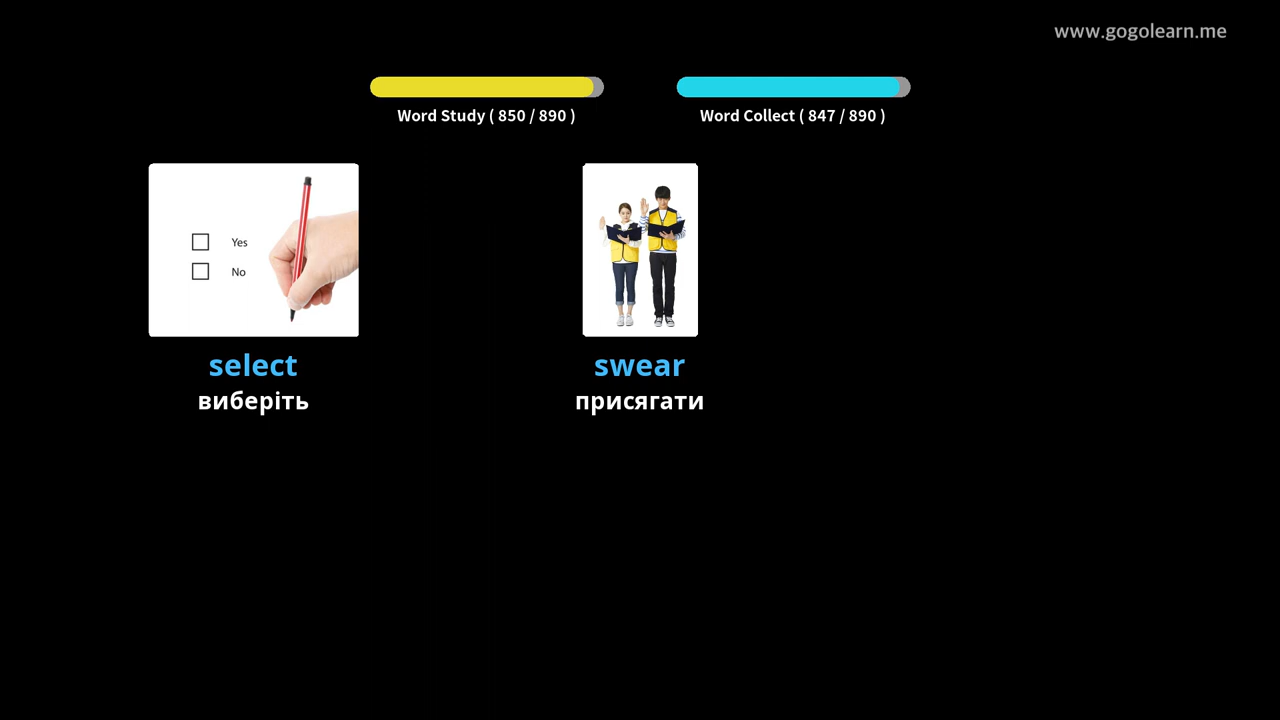 www.gogolearn.me
Word Study ( 850 / 890 )
Word Collect ( 847 / 890 )
Yes
No
select
виберіть
swear
присягати